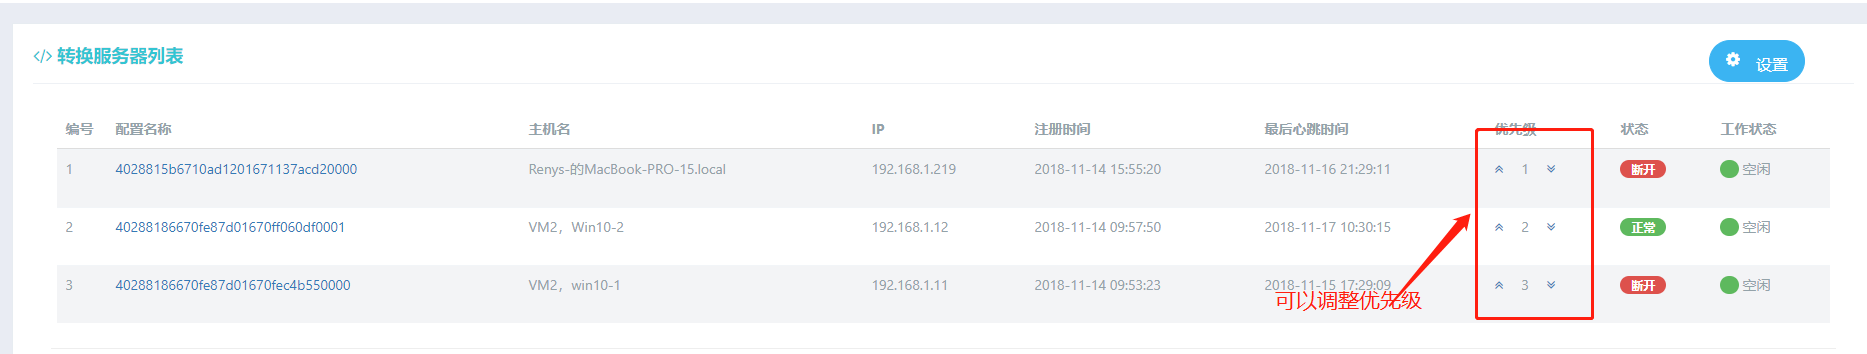 </> 转换服务器列表
设置
编号 配置名称 主机名 IP 注册时间 最后心跳时间 优先级 状态 工作状态
1 4028815b6710ad1201671137acd20000 Renys-的MacBook-PRO-15.local 192.168.1.219 2018-11-14 15:55:20 2018-11-16 21:29:11 1 断开 空闲
2 40288186670fe87d01670ff060df0001 VM2，Win10-2 192.168.1.12 2018-11-14 09:57:50 2018-11-17 10:30:15 2 正常 空闲
3 40288186670fe87d01670fec4b550000 VM2，win10-1 192.168.1.11 2018-11-14 09:53:23 2018-11-15 17:29:09 3 断开 空闲
可以调整优先级